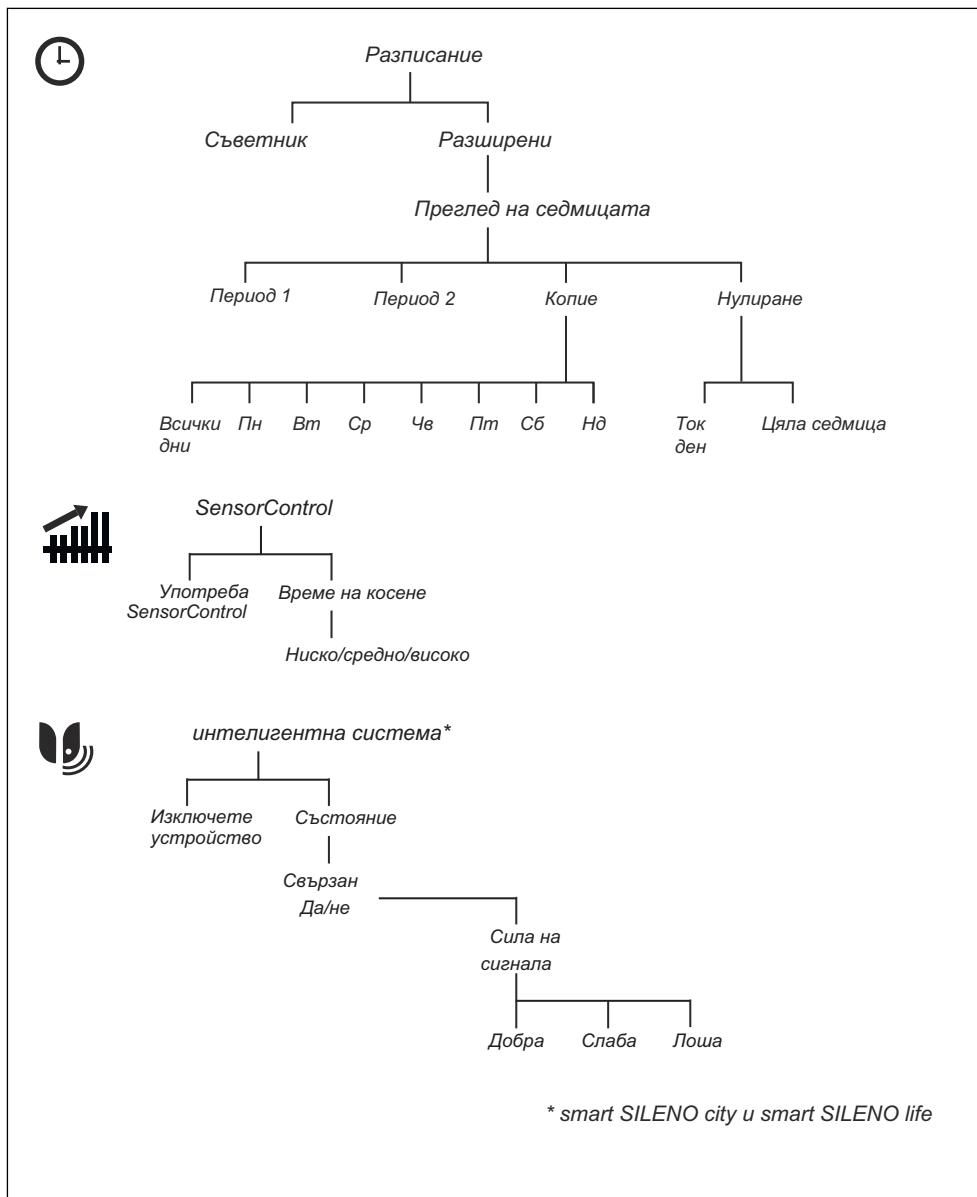 Разписание
Съветник Разширени
Преглед на седмицата
Период 1 Период 2 Копие Нулиране
Всички Пн Вт Ср Чв Пт Сб Нд Ток Цяла седмица
дни ден
SensorControl
Употреба Време на косене
SensorControl
Ниско/средно/високо
интелигентна система*
Изключете Състояние
устройство
Свързан
Да/не
Сила на
сигнала
Добра Слаба Лоша
* smart SILENO city и smart SILENO life